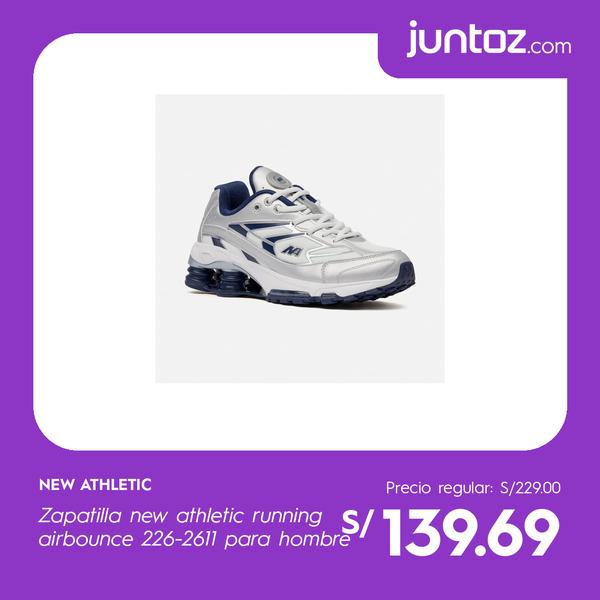 juntoz.com
NA
NEW ATHLETIC
Precio regular: S/229.00
Zapatilla new athletic running
airbounce 226-2611 para hombre
S/139.69